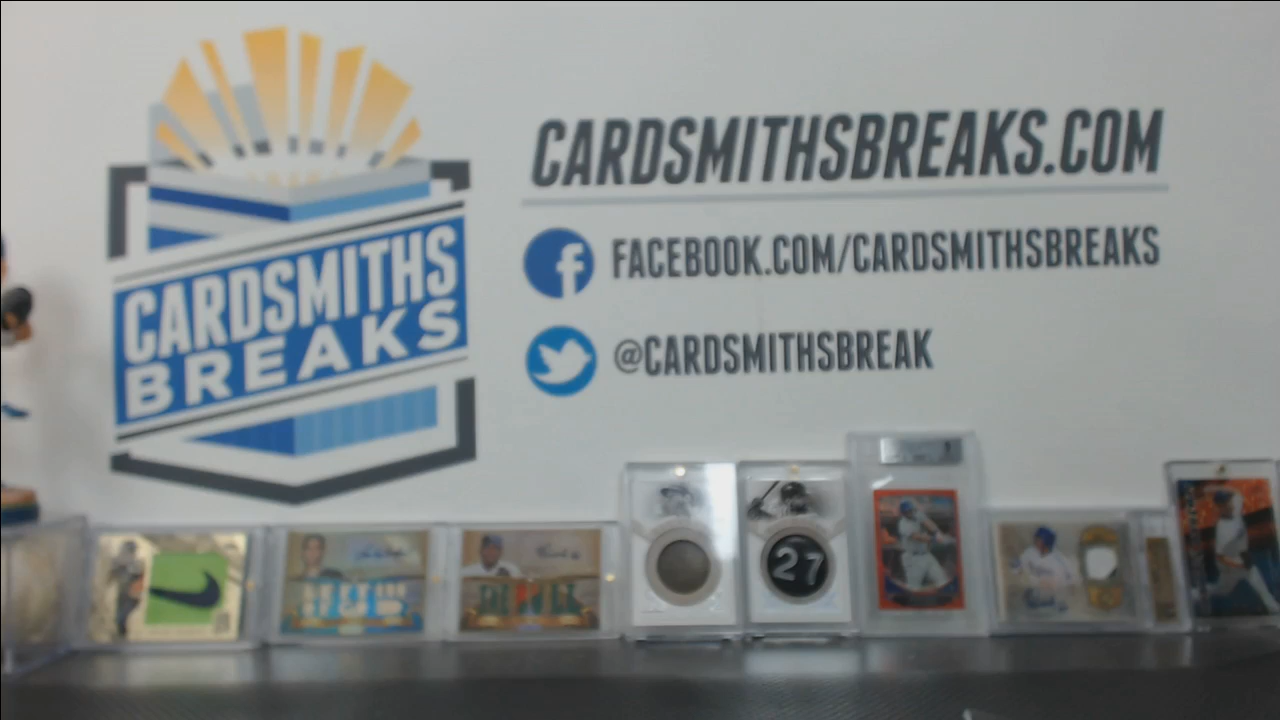 CARDSMITHS
BREAKS
CARDSMITHSBREAKS.COM
FACEBOOK.COM/CARDSMITHSBREAKS
@CARDSMITHSBREAK
27